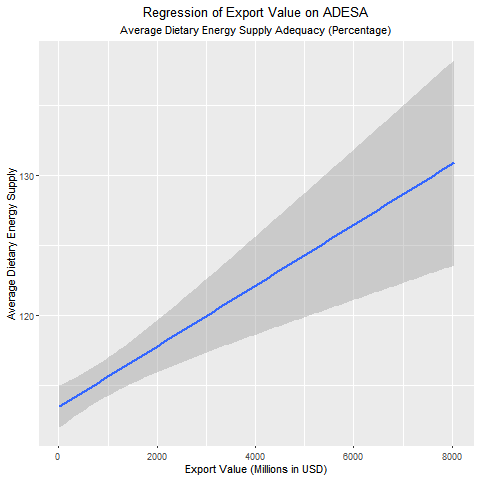 Regression of Export Value on ADESA
Average Dietary Energy Supply Adequacy (Percentage)
Average Dietary Energy Supply
130
120
0 2000 4000 6000 8000
Export Value (Millions in USD)